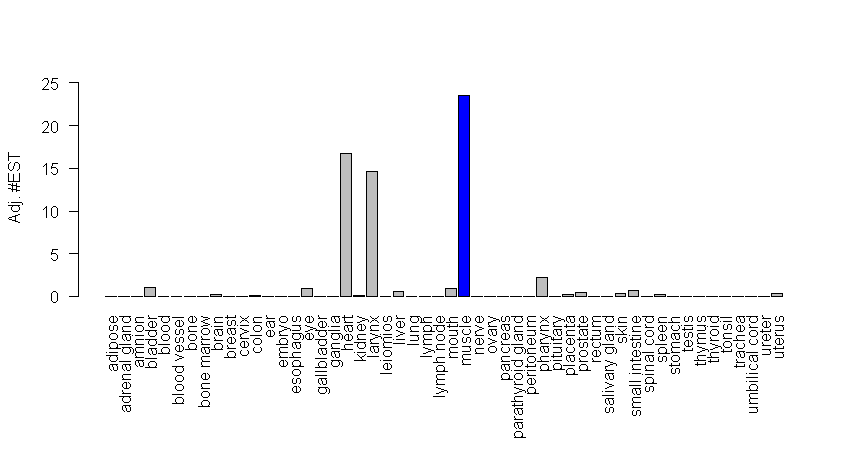 Adj. #EST
25
20
15
10
5
0
adipose
adrenal gland
amnion
bladder
blood
blood vessel
bone
bone marrow
brain
breast
cervix
colon
ear
embryo
esophagus
eye
gallbladder
ganglia
heart
kidney
larynx
leiomios
liver
lung
lymph
lymph node
mouth
muscle
nerve
ovary
pancreas
parathyroid gland
peritoneum
pharynx
pituitary
placenta
prostate
rectum
salivary gland
skin
small intestine
spinal cord
spleen
stomach
testis
thymus
thyroid
tonsil
trachea
umbilical cord
ureter
uterus